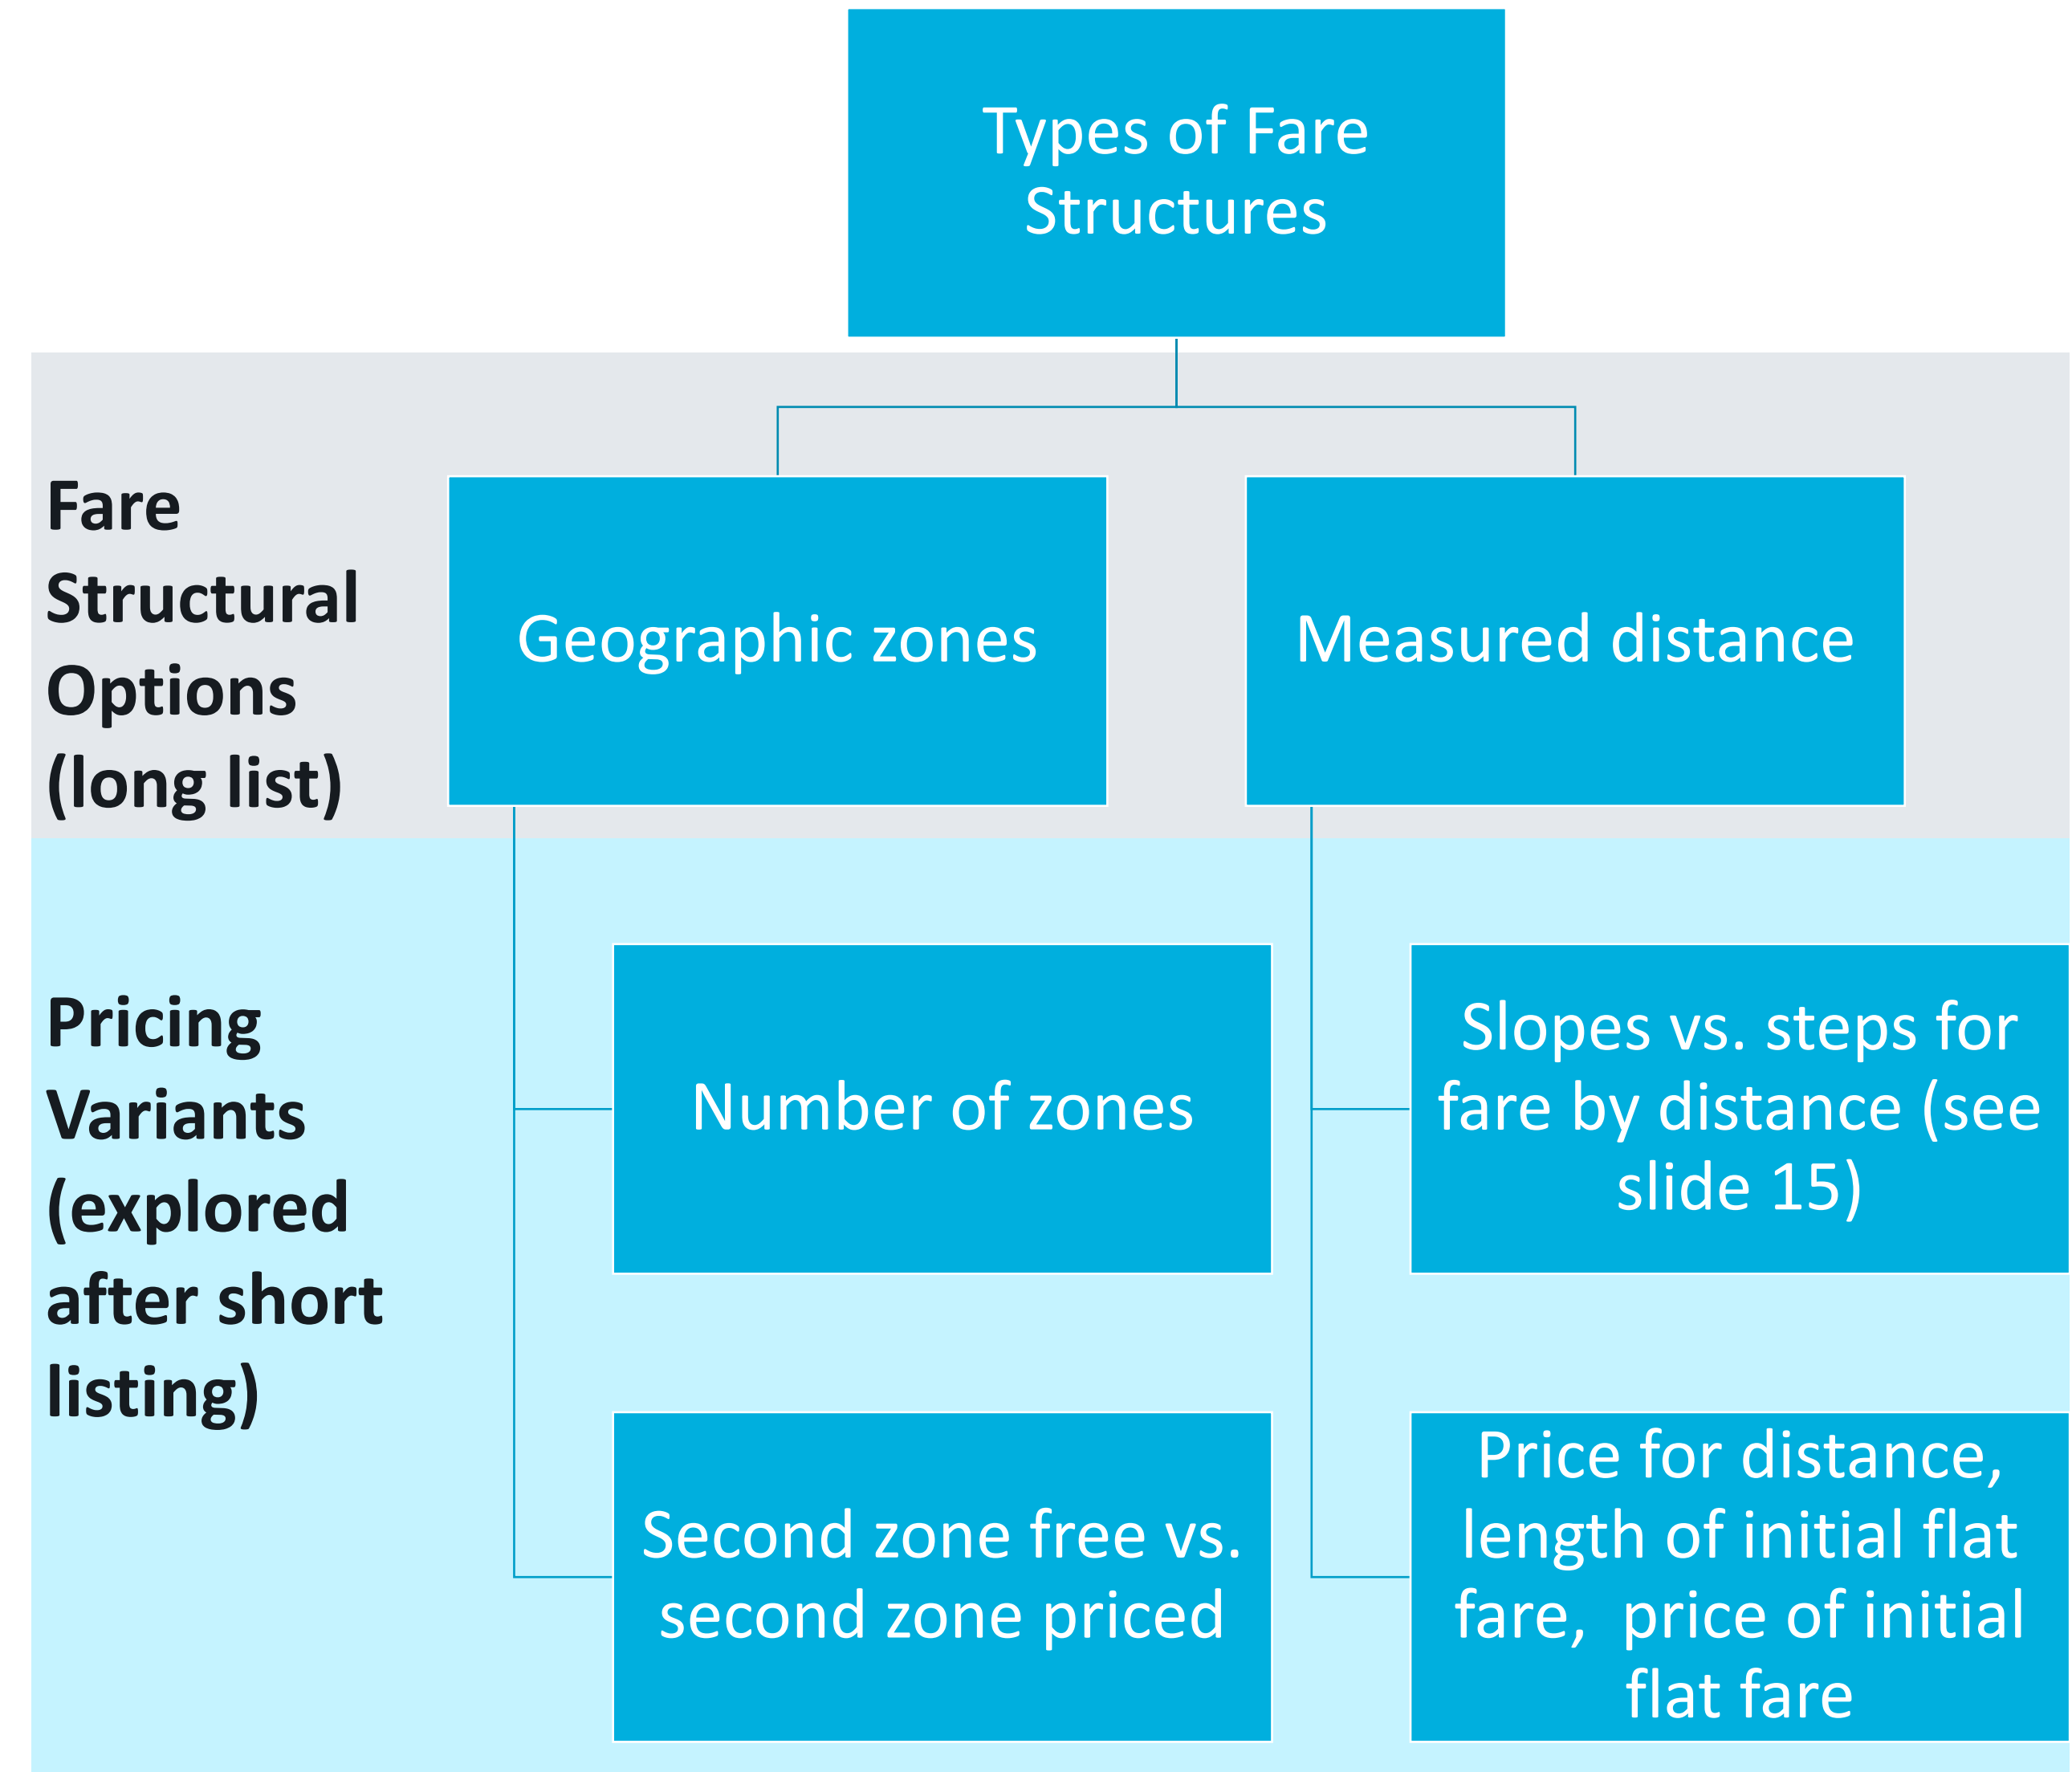 Types of Fare
Structures
Fare
Structural
Options
(long list)
Geographic zones
Measured distance
Pricing
Variants
(explored
after short
listing)
Number of zones
Slopes vs. steps for
fare by distance (see
slide 15)
Second zone free vs.
second zone priced
Price for distance,
length of initial flat
fare,  price of initial
flat fare